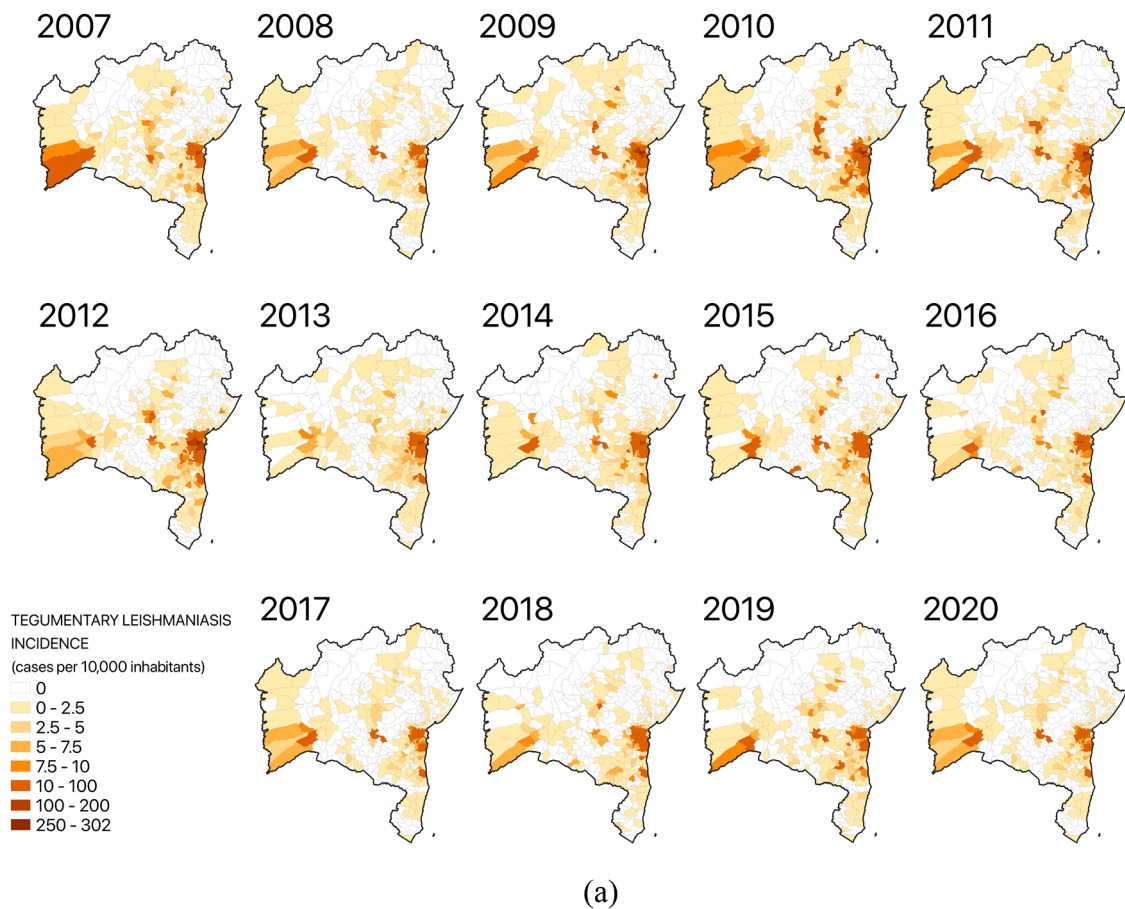 2007
2008
2009
2010
2011
2012
2013
2014
2015
2016
2017
2018
2019
2020
TEGUMENTARY LEISHMANIASIS
INCIDENCE
(cases per 10,000 inhabitants)
0
0 - 2.5
2.5 - 5
5 - 7.5
7.5 - 10
10 - 100
100 - 200
250 - 302
(a)